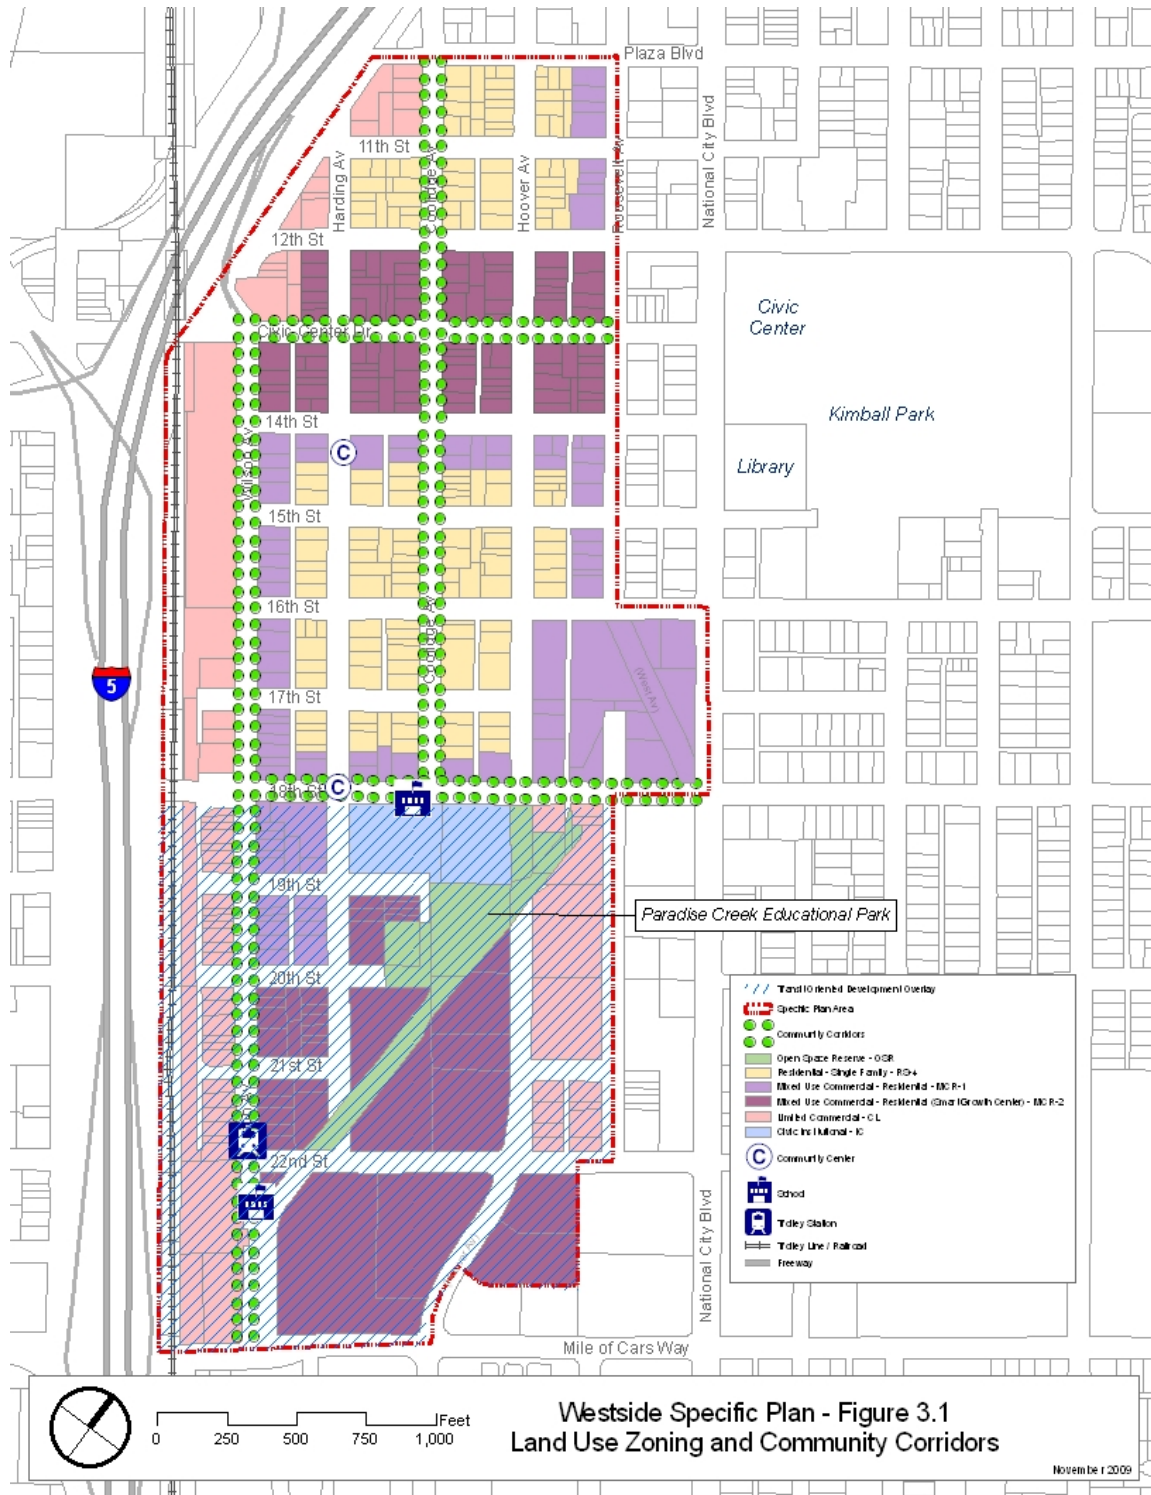 Plaza Blvd
National City Blvd
11th St
Harding Av
Coolidge Av
Hoover Av
Roosevelt Av
12th St
Civic Center Dr
Civic
Center
Kimball Park
Library
14th St
Wilson Av
C
15th St
16th St
Coolidge Av
5
17th St
(West Av)
C
18th St
19th St
Paradise Creek Educational Park
20th St
21st St
22nd St
National City Blvd
Mile of Cars Way
Transit Oriented Development Overlay
Specific Plan Area
Community Corridors
Open Space Reserve - OSR
Residential - Single Family - RS-4
Mixed Use Commercial - Residential - MCR-1
Mixed Use Commercial - Residential (Smart Growth Center) - MCR-2
Limited Commercial - CL
Civic Institutional - IC
C
Community Center
School
Trolley Station
Trolley Line / Railroad
Freeway
Feet
0 250 500 750 1,000
Westside Specific Plan - Figure 3.1
Land Use Zoning and Community Corridors
November 2009